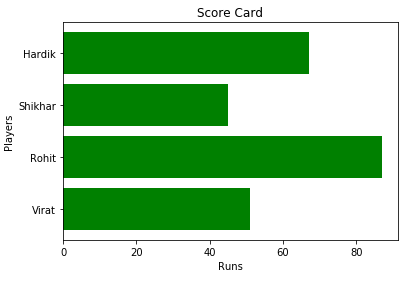 Score Card
Hardik
Shikhar
Rohit
Virat
Players
0 20 40 60 80
Runs